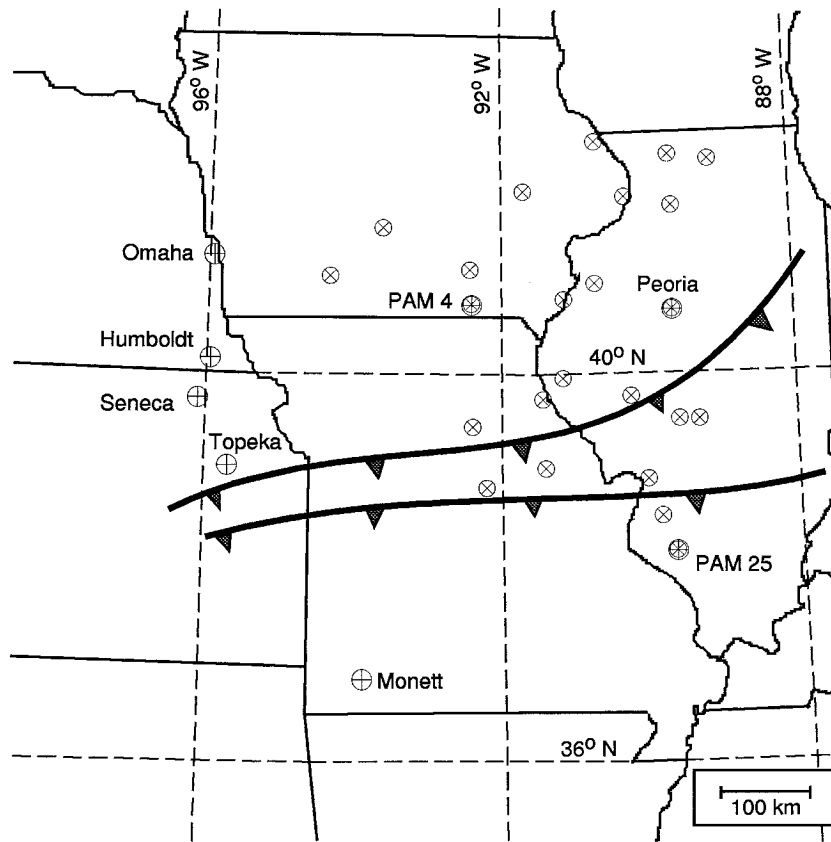 96° W
92° W
88° W
Omaha
PAM 4
Peoria
Humboldt
40° N
Seneca
Topeka
PAM 25
Monett
36° N
100 km